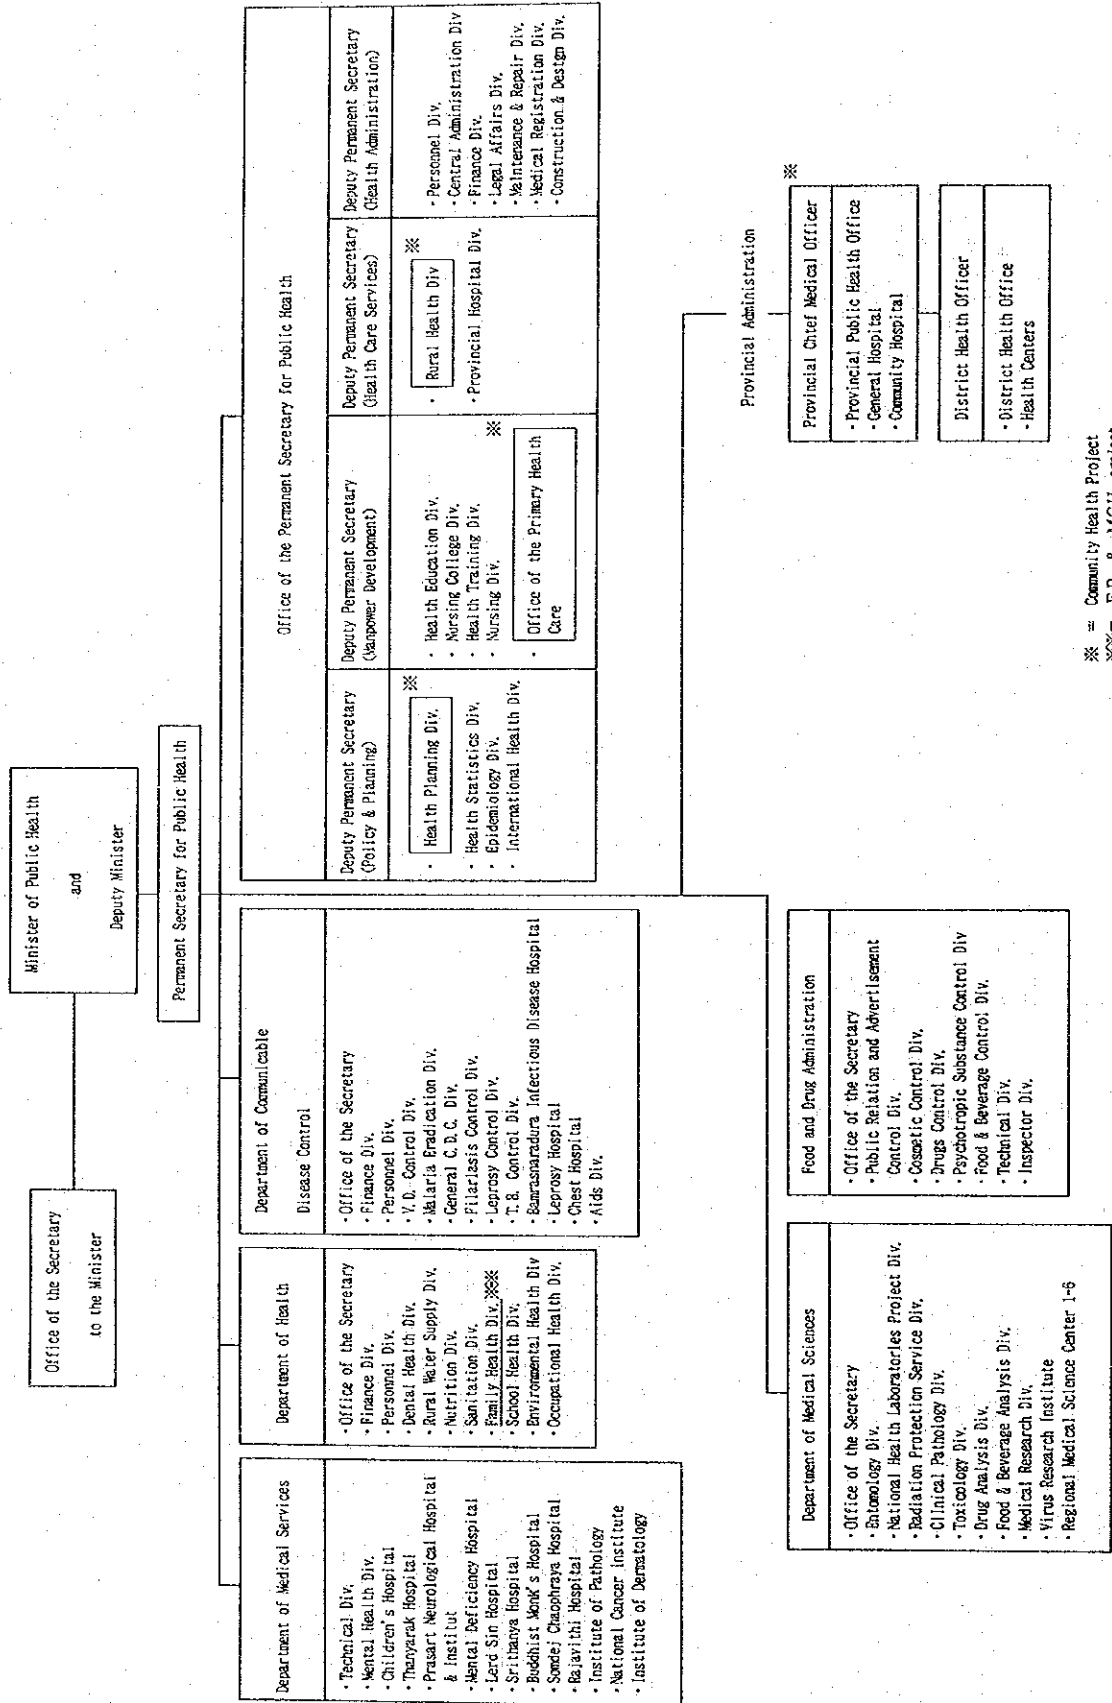 Minister of Public Health
and
Deputy Minister
Office of the Secretary
to the Minister
Permanent Secretary for Public Health
Department of Medical Services
・Technical Div.
・Mental Health Div.
・Children's Hospital
・Thanyarak Hospital
・Prasart Neurological Hospital
& Institut
・Mental Deficiency Hospital
・Lerd Sin Hospital
・Srithanya Hospital
・Buddhist Monk's Hospital
・Somdej Chaophraya Hospital
・Rajavithi Hospital
・Institute of Pathology
・National Cancer Institute
・Institute of Dermatology
Department of Health
・Office of the Secretary
・Finance Div.
・Personnel Div.
・Dental Health Div.
・Rural Water Supply Div.
・Nutrition Div.
・Sanitation Div.
・Family Health Div. ※※
・School Health Div.
・Environmental Health Div
・Occupational Health Div.
Department of Communicable
Disease Control
・Office of the Secretary
・Finance Div.
・Personnel Div.
・V.D. Control Div.
・Malaria Eradication Div.
・General C.D.C. Div.
・Filariasis Control Div.
・Leprosy Control Div.
・T.B. Control Div.
・Bamrasnaradura Infectious Disease Hospital
・Leprosy Hospital
・Chest Hospital
・Aids Div.
Office of the Permanent Secretary for Public Health
Deputy Permanent Secretary
(Policy & Planning)
・Health Planning Div. ※
・Health Statistics Div.
・Epidemiology Div.
・International Health Div.
Deputy Permanent Secretary
(Manpower Development)
・Health Education Div.
・Nursing College Div.
・Health Training Div.
・Nursing Div. ※
・Office of the Primary Health
Care
Deputy Permanent Secretary
(Health Care Services)
・Rural Health Div ※
・Provincial Hospital Div.
Deputy Permanent Secretary
(Health Administration)
・Personnel Div.
・Central Administration Div
・Finance Div.
・Legal Affairs Div.
・Maintenance & Repair Div.
・Medical Registration Div.
・Construction & Design Div.
Department of Medical Sciences
・Office of the Secretary
・Entomology Div.
・National Health Laboratories Project Div.
・Radiation Protection Service Div.
・Clinical Pathology Div.
・Toxicology Div.
・Drug Analysis Div.
・Food & Beverage Analysis Div.
・Medical Research Div.
・Virus Research Institute
・Regional Medical Science Center 1-6
Food and Drug Administration
・Office of the Secretary
・Public Relation and Advertisement
Control Div.
・Cosmetic Control Div.
・Drugs Control Div.
・Psychotropic Substance Control Div
・Food & Beverage Control Div.
・Technical Div.
・Inspector Div.
Provincial Administration
※
Provincial Chief Medical Officer
・Provincial Public Health Office
・General Hospital
・Community Hospital
District Health Officer
・District Health Office
・Health Centers
※ = Community Health Project
※※=